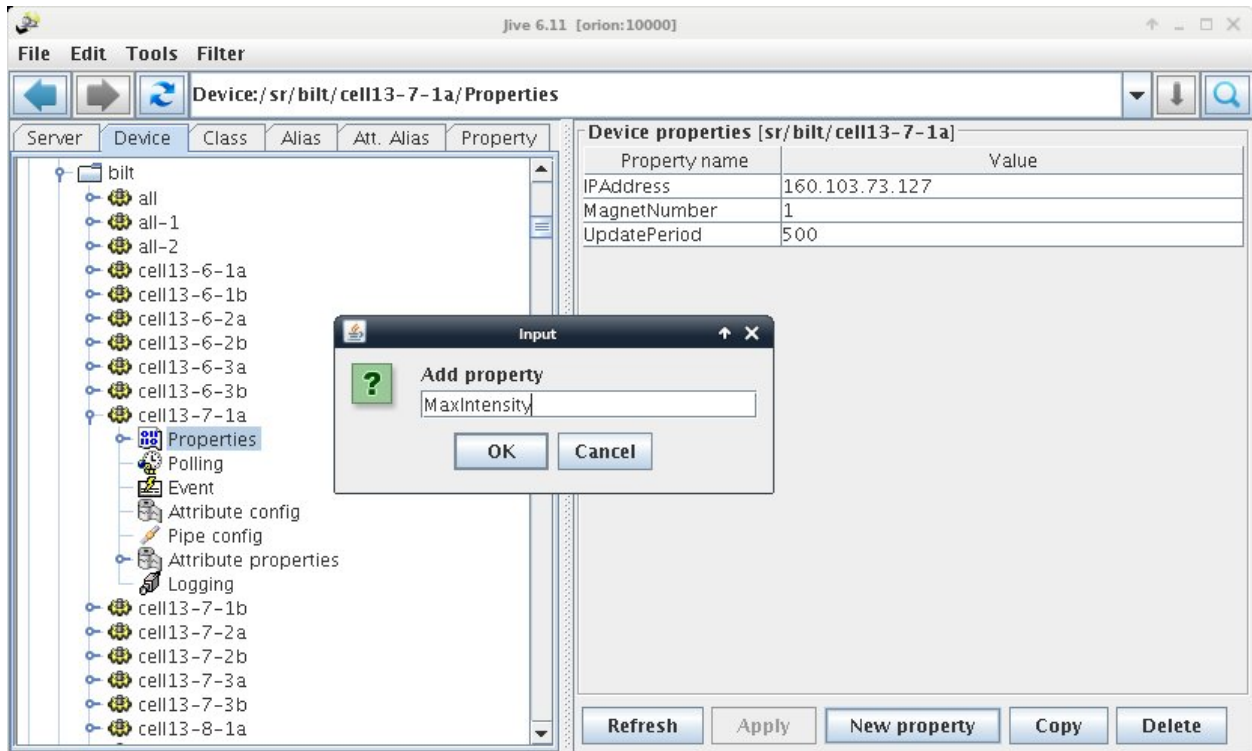 Jive 6.11 [orion:10000]
File Edit Tools Filter
Device:/sr/bilt/cell13-7-1a/Properties
Server Device Class Alias Att. Alias Property
bilt
all
all-1
all-2
cell13-6-1a
cell13-6-1b
cell13-6-2a
cell13-6-2b
cell13-6-3a
cell13-6-3b
cell13-7-1a
Properties
Polling
Event
Attribute config
Pipe config
Attribute properties
Logging
cell13-7-1b
cell13-7-2a
cell13-7-2b
cell13-7-3a
cell13-7-3b
cell13-8-1a
Device properties [sr/bilt/cell13-7-1a]
Property name Value
IPAddress 160.103.73.127
MagnetNumber 1
UpdatePeriod 500
Input
? Add property
MaxIntensity
OK Cancel
Refresh Apply New property Copy Delete